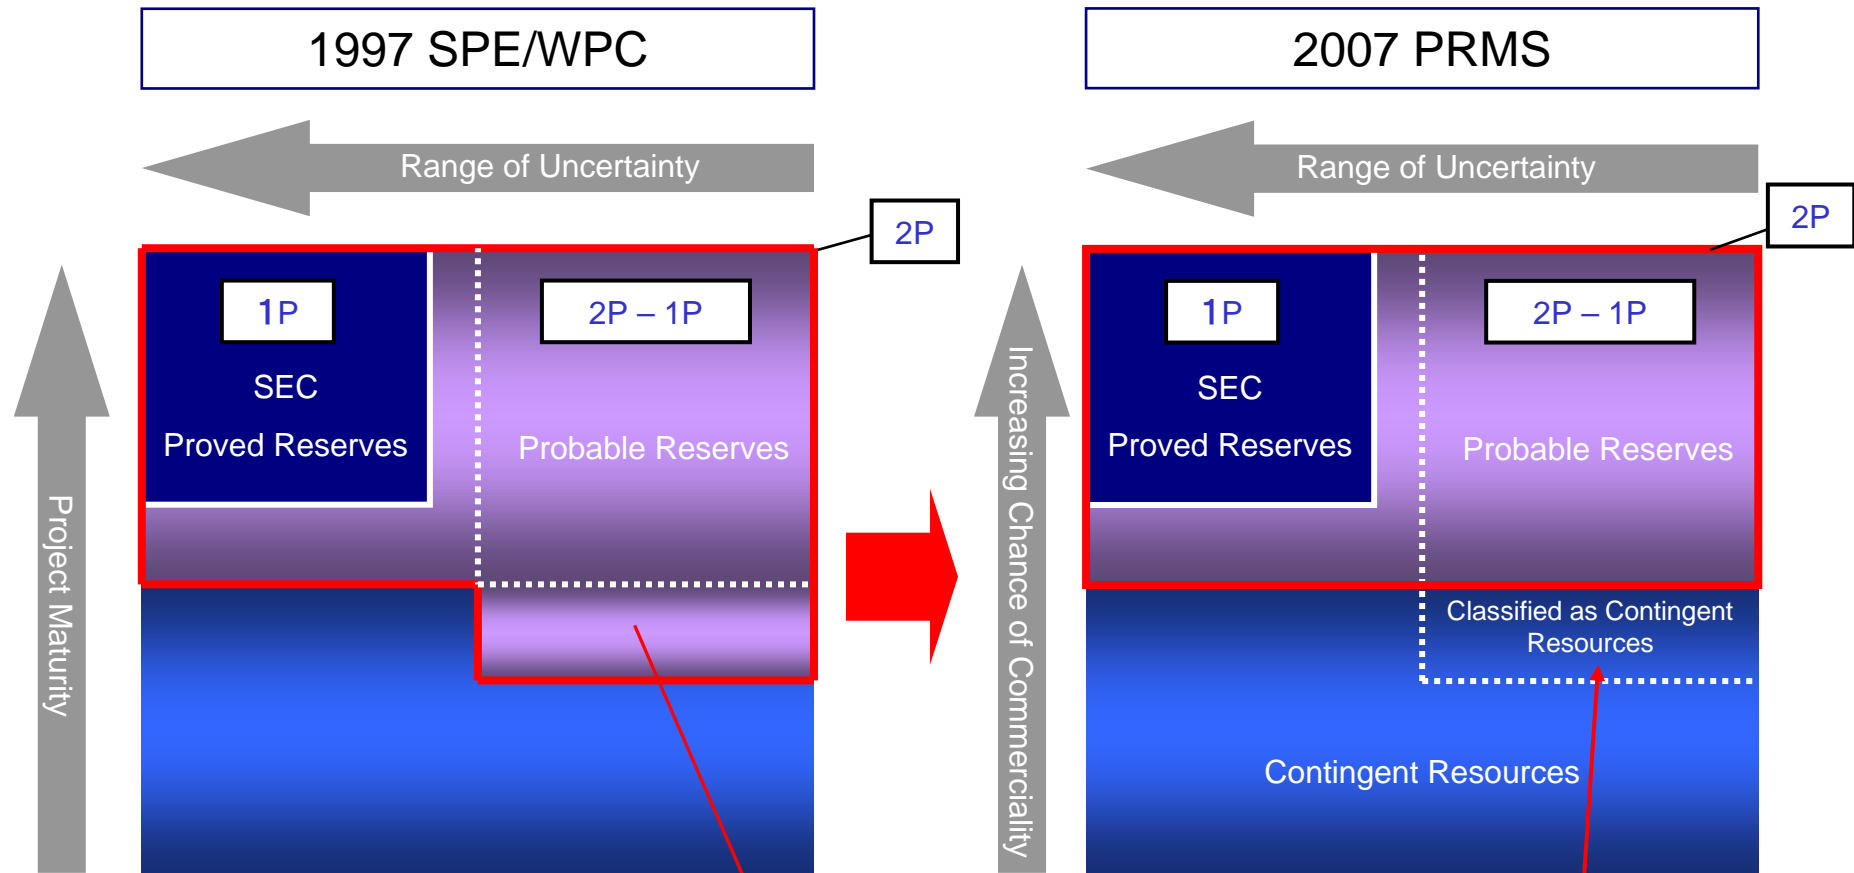 1997 SPE/WPC
Range of Uncertainty
2P
1P
2P – 1P
SEC
Proved Reserves
Probable Reserves
Project Maturity
2007 PRMS
Range of Uncertainty
2P
1P
2P – 1P
SEC
Proved Reserves
Probable Reserves
Increasing Chance of Commerciality
Classified as Contingent
Resources
Contingent Resources